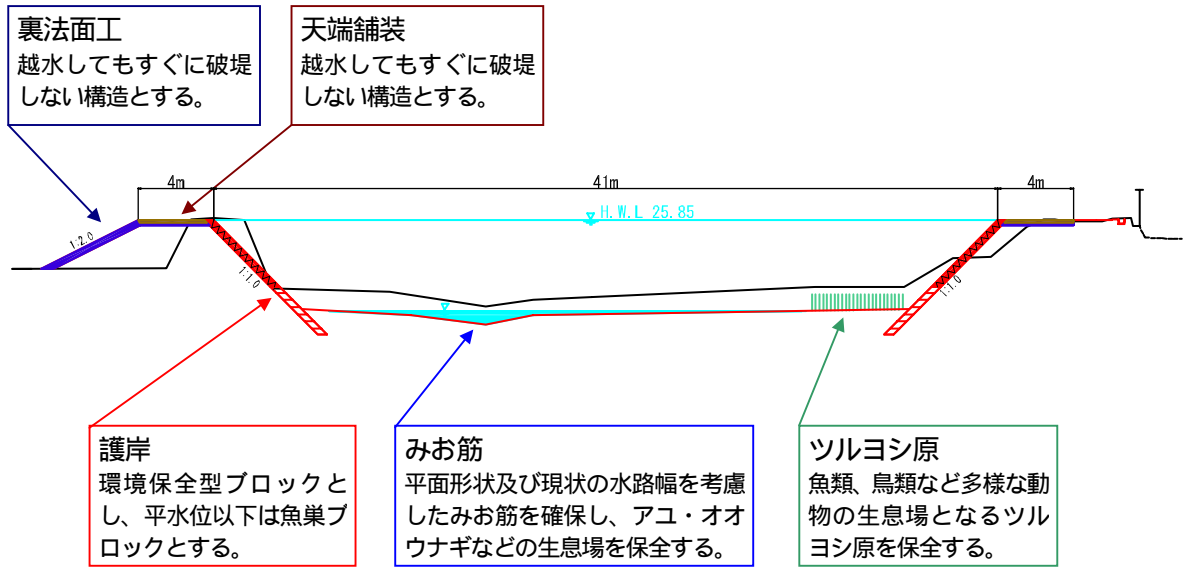 裏法面工
越水してもすぐに破堤
しない構造とする。
天端舗装
越水してもすぐに破堤
しない構造とする。
4m
41m
4m
H.W.L 25.85
1:2.0
1:1.0
1:1.0
護岸
環境保全型ブロックと
し、平水位以下は魚巣ブ
ロックとする。
みお筋
平面形状及び現状の水路幅を考慮
したみお筋を確保し、アユ・オオ
ウナギなどの生息場を保全する。
ツルヨシ原
魚類、鳥類など多様な動
物の生息場となるツル
ヨシ原を保全する。